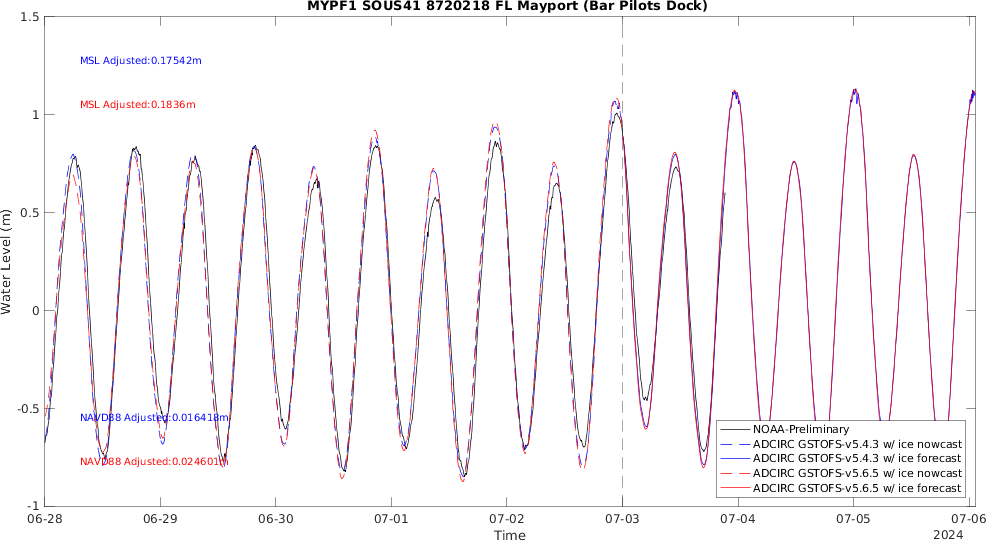 MYPF1 SOUS41 8720218 FL Mayport (Bar Pilots Dock)
1.5
MSL Adjusted:0.17542m
MSL Adjusted:0.1836m
1
0.5
Water Level (m)
0
-0.5
NAVD88 Adjusted:0.016418m
NAVD88 Adjusted:0.024601m
-1
NOAA-Preliminary
ADCIRC GSTOFS-v5.4.3 w/ ice nowcast
ADCIRC GSTOFS-v5.4.3 w/ ice forecast
ADCIRC GSTOFS-v5.6.5 w/ ice nowcast
ADCIRC GSTOFS-v5.6.5 w/ ice forecast
06-28 06-29 06-30 07-01 07-02 07-03 07-04 07-05 07-06
Time
2024